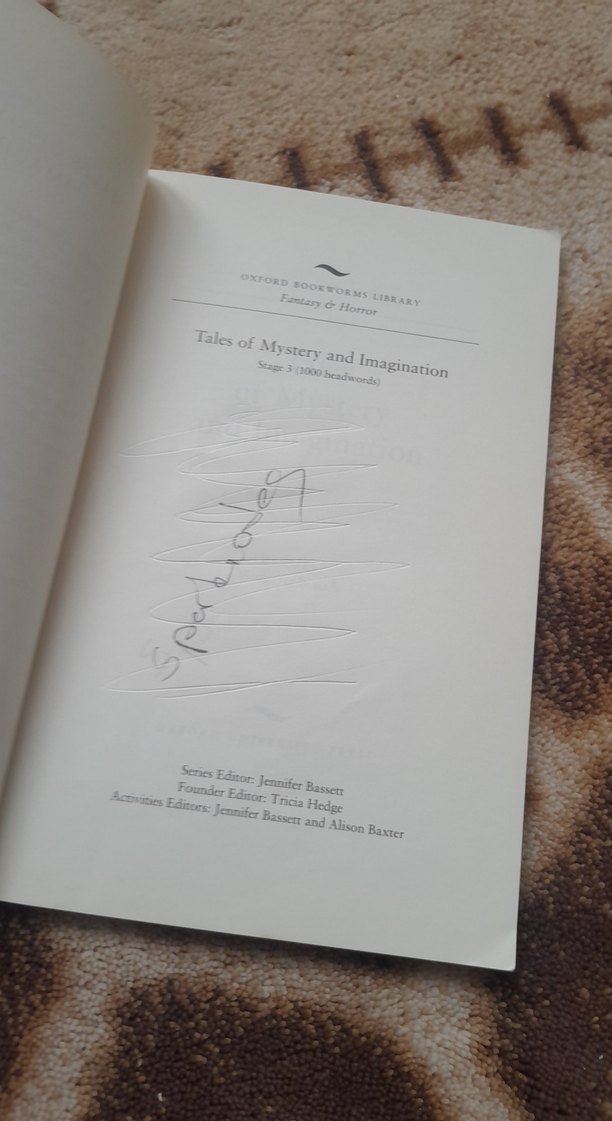 OXFORD BOOKWORMS LIBRARY
Fantasy & Horror
Tales of Mystery and Imagination
Stage 3 (1000 headwords)
Series Editor: Jennifer Bassett
Founder Editor: Tricia Hedge
Activities Editors: Jennifer Bassett and Alison Baxter